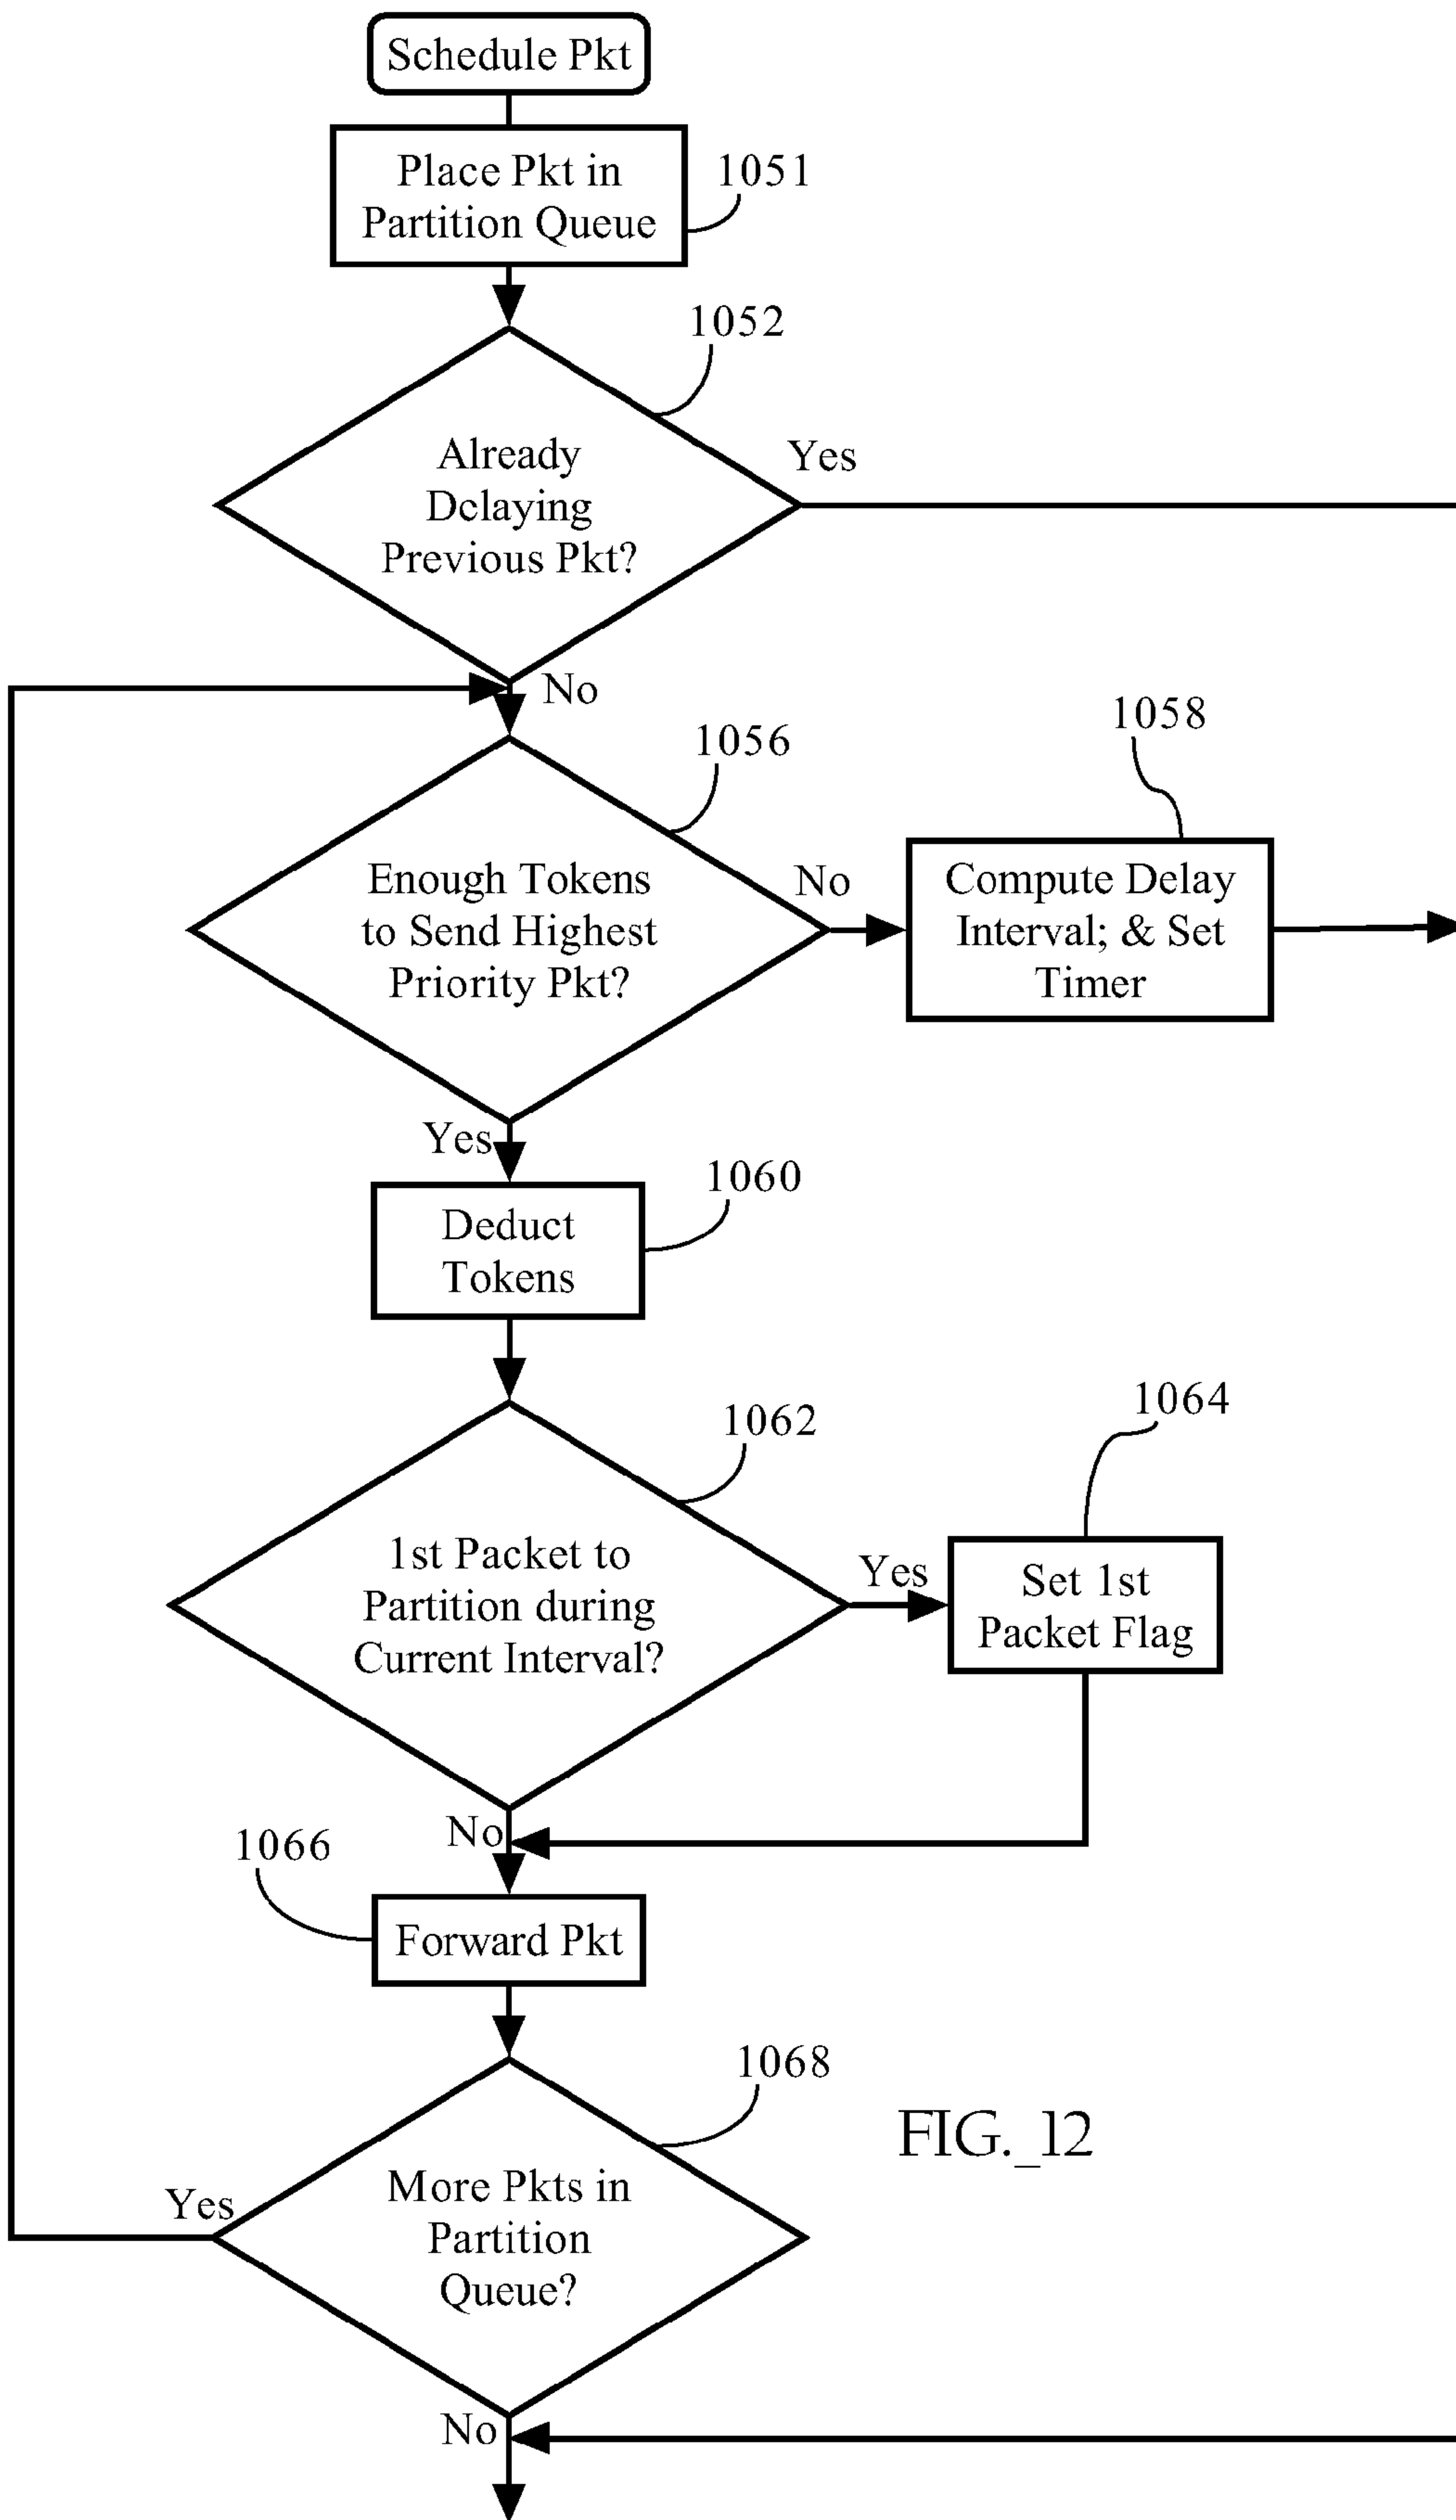 Schedule Pkt
Place Pkt in
Partition Queue
1051
1052
Already
Delaying
Previous Pkt?
Yes
No
1056
1058
Enough Tokens
to Send Highest
Priority Pkt?
No
Compute Delay
Interval; & Set
Timer
Yes
1060
Deduct
Tokens
1062
1064
1st Packet to
Partition during
Current Interval?
Yes
Set 1st
Packet Flag
No
1066
Forward Pkt
1068
FIG._12
More Pkts in
Partition
Queue?
Yes
No